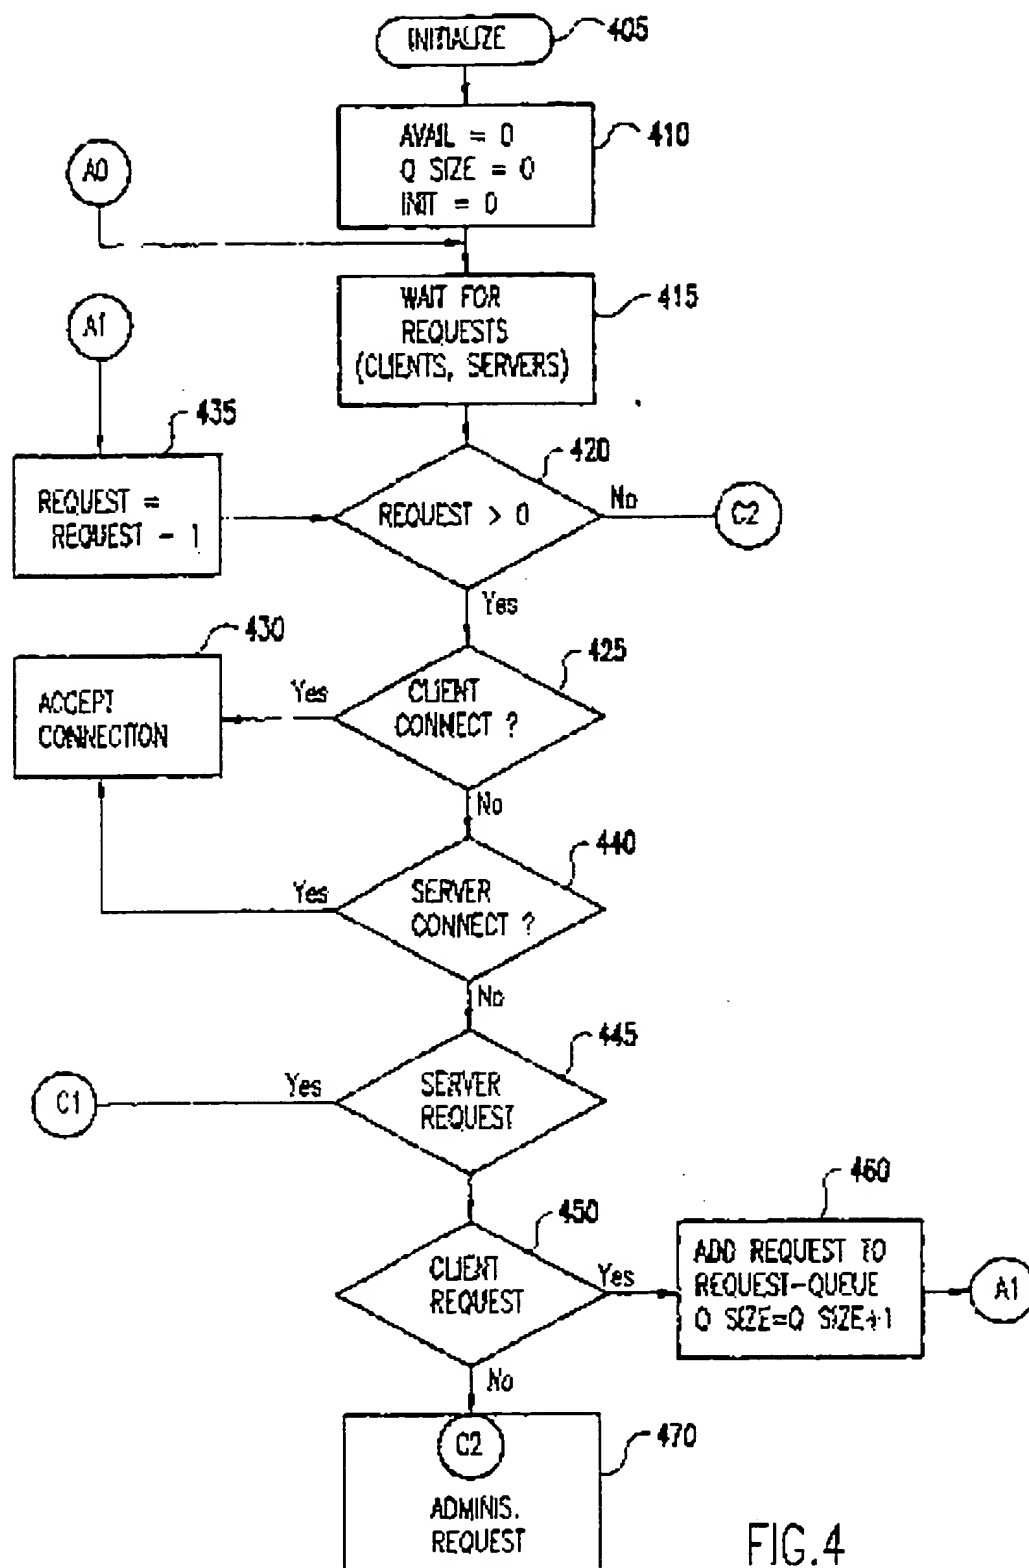 INITIALIZE
405
AVAIL = 0
Q SIZE = 0
INIT = 0
410
A0
WAIT FOR
REQUESTS
(CLIENTS, SERVERS)
415
A1
435
REQUEST =
REQUEST - 1
420
REQUEST > 0
No
C2
Yes
430
ACCEPT
CONNECTION
Yes
425
CLIENT
CONNECT ?
No
440
Yes
SERVER
CONNECT ?
No
445
C1
Yes
SERVER
REQUEST
450
CLIENT
REQUEST
Yes
460
ADD REQUEST TO
REQUEST-QUEUE
Q SIZE=Q SIZE+1
A1
No
C2
470
ADMINIS.
REQUEST
FIG.4